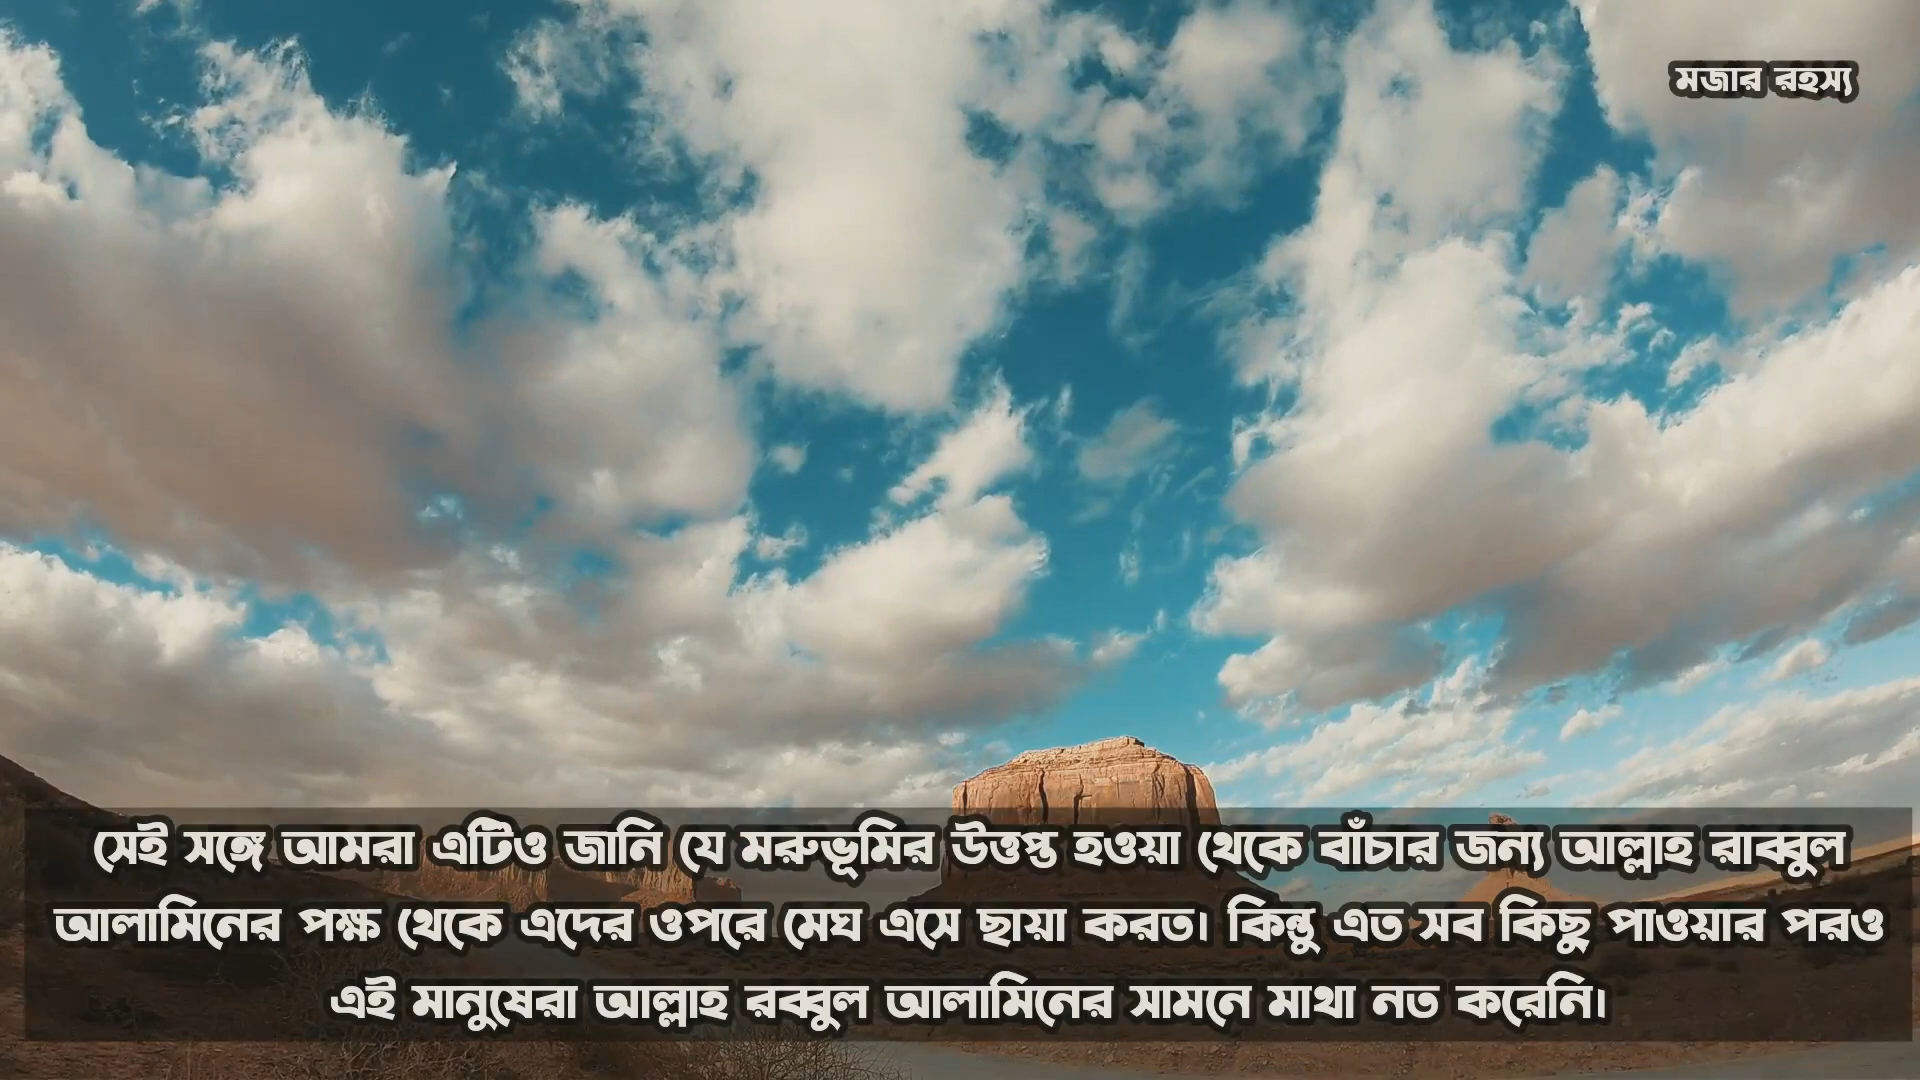 মজার রহস্য
সেই সঙ্গে আমরা এটিও জানি যে মরুভূমির উত্তপ্ত হওয়া থেকে বাঁচার জন্য আল্লাহ রাব্বুল
আলামিনের পক্ষ থেকে এদের ওপরে মেঘ এসে ছায়া করত। কিন্তু এত সব কিছু পাওয়ার পরও
এই মানুষেরা আল্লাহ রব্বুল আলামিনের সামনে মাথা নত করেনি।